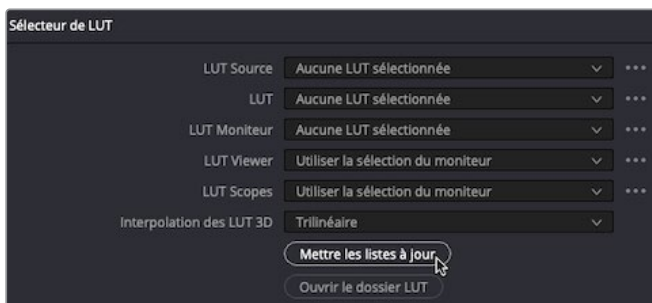 Sélecteur de LUT
LUT Source Aucune LUT sélectionnée
LUT Aucune LUT sélectionnée
LUT Moniteur Aucune LUT sélectionnée
LUT Viewer Utiliser la sélection du moniteur
LUT Scopes Utiliser la sélection du moniteur
Interpolation des LUT 3D Trilinéaire
Mettre les listes à jour
Ouvrir le dossier LUT